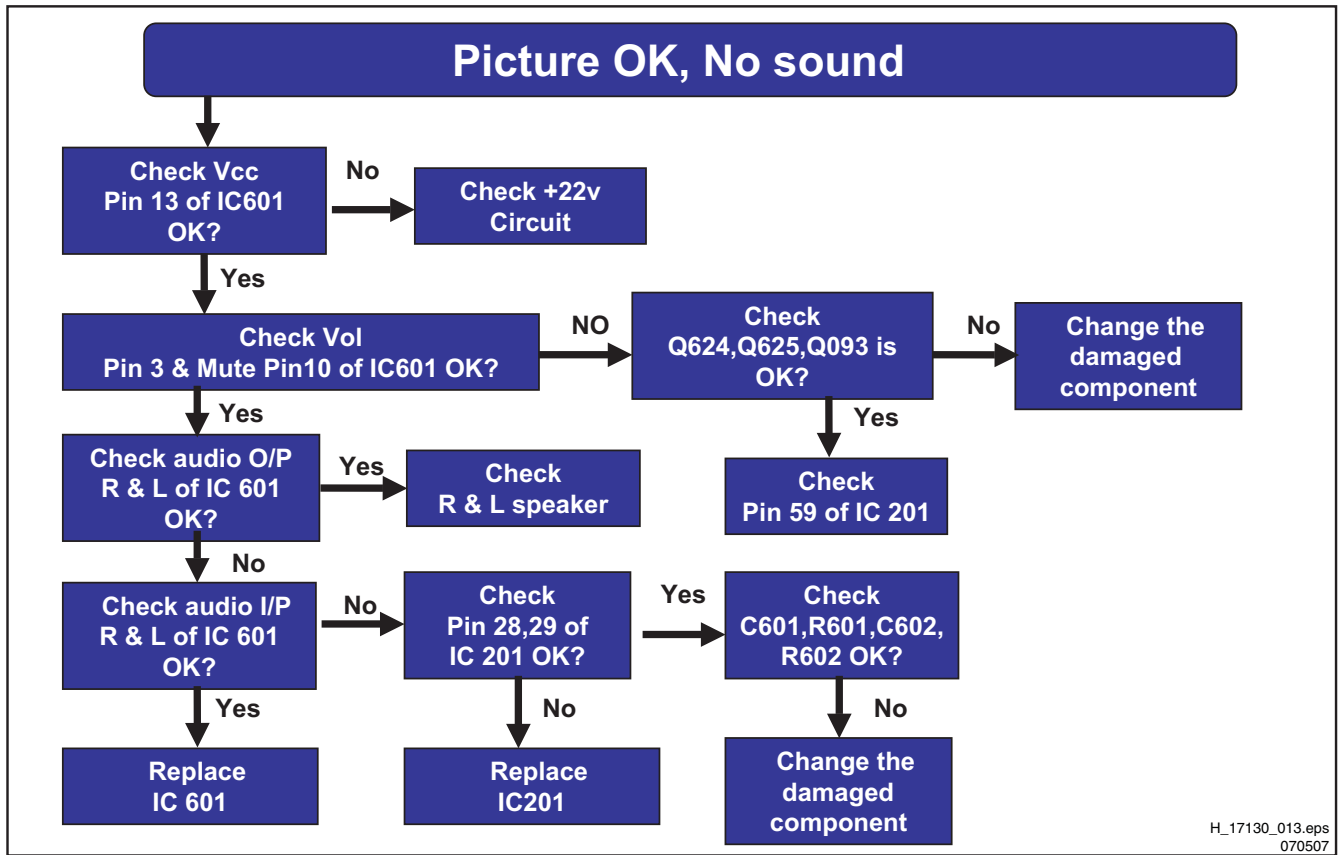 Picture OK, No sound
Check Vcc
Pin 13 of IC601
OK?
No
Check +22v
Circuit
Yes
Check Vol
Pin 3 & Mute Pin10 of IC601 OK?
NO
Check
Q624,Q625,Q093 is
OK?
No
Change the
damaged
component
Yes
Yes
Check audio O/P
R & L of IC 601
OK?
Yes
Check
R & L speaker
Check
Pin 59 of IC 201
No
Check audio I/P
R & L of IC 601
OK?
No
Check
Pin 28,29 of
IC 201 OK?
Yes
Check
C601,R601,C602,
R602 OK?
Yes
No
No
Replace
IC 601
Replace
IC201
Change the
damaged
component
H_17130_013.eps
070507